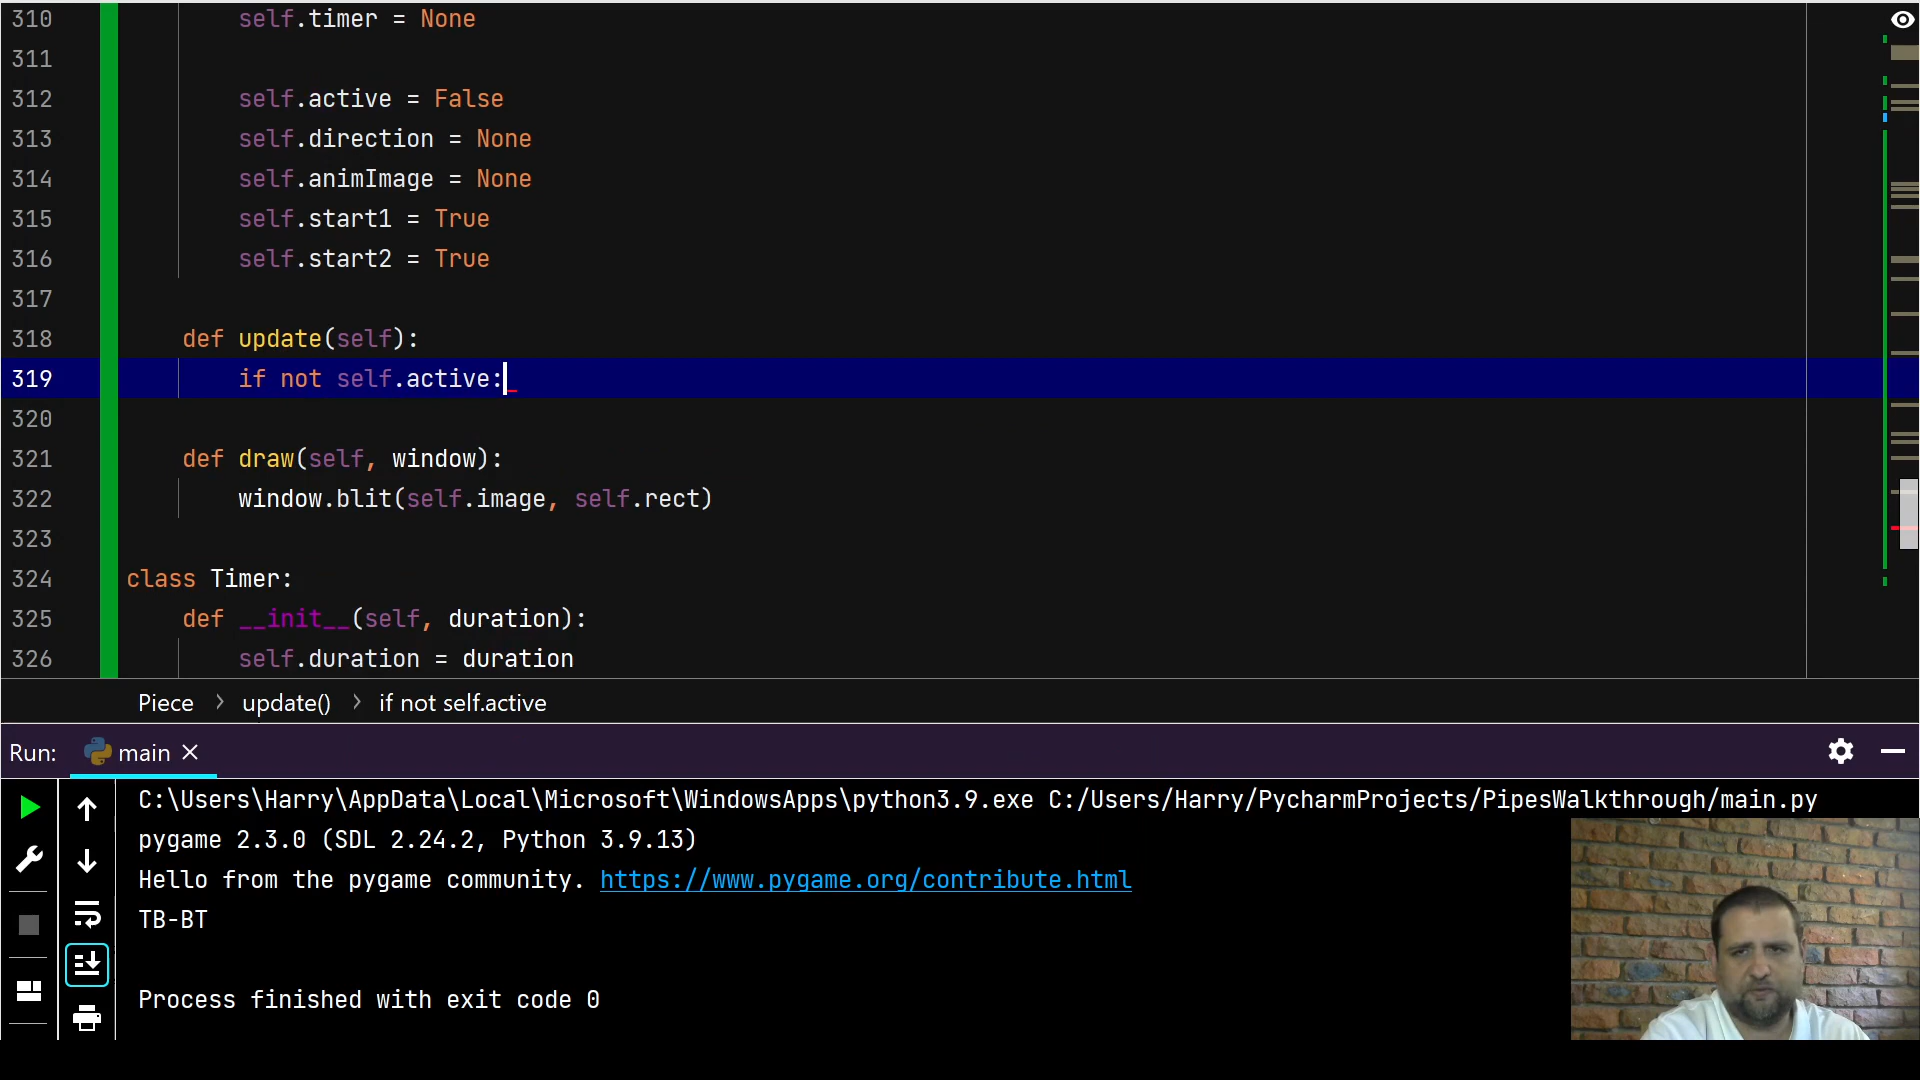 310 self.timer = None
311
312 self.active = False
313 self.direction = None
314 self.animImage = None
315 self.start1 = True
316 self.start2 = True
317
318 def update(self):
319 if not self.active:
320
321 def draw(self, window):
322 window.blit(self.image, self.rect)
323
324 class Timer:
325 def __init__(self, duration):
326 self.duration = duration
Piece > update() > if not self.active
Run: main
C:\Users\Harry\AppData\Local\Microsoft\WindowsApps\python3.9.exe C:/Users/Harry/PycharmProjects/PipesWalkthrough/main.py
pygame 2.3.0 (SDL 2.24.2, Python 3.9.13)
Hello from the pygame community. https://www.pygame.org/contribute.html
TB-BT
Process finished with exit code 0